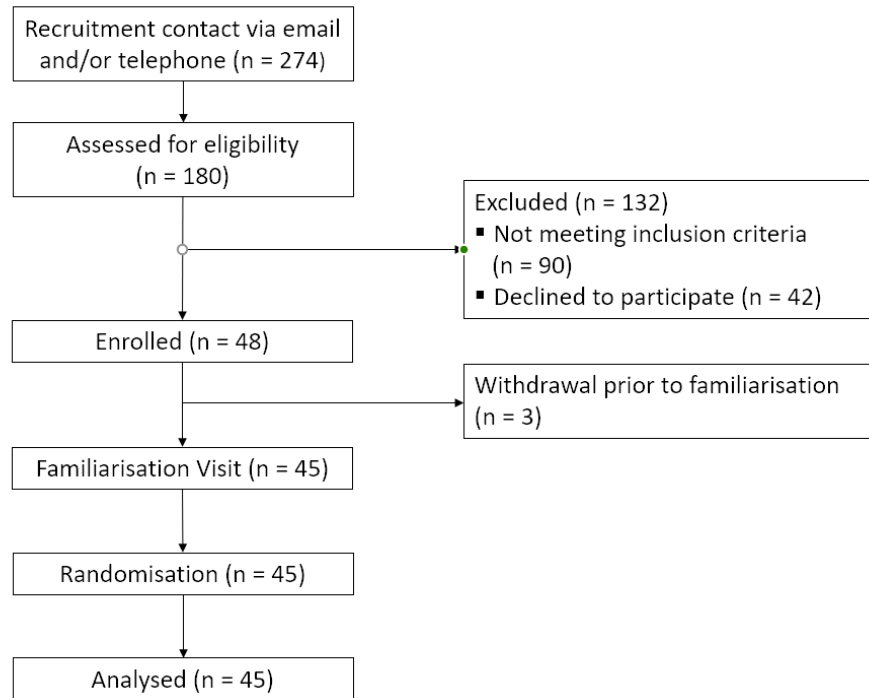 Recruitment contact via email
and/or telephone (n = 274)
Assessed for eligibility
(n = 180)
Excluded (n = 132)
▪ Not meeting inclusion criteria
(n = 90)
▪ Declined to participate (n = 42)
Enrolled (n = 48)
Withdrawal prior to familiarisation
(n = 3)
Familiarisation Visit (n = 45)
Randomisation (n = 45)
Analysed (n = 45)